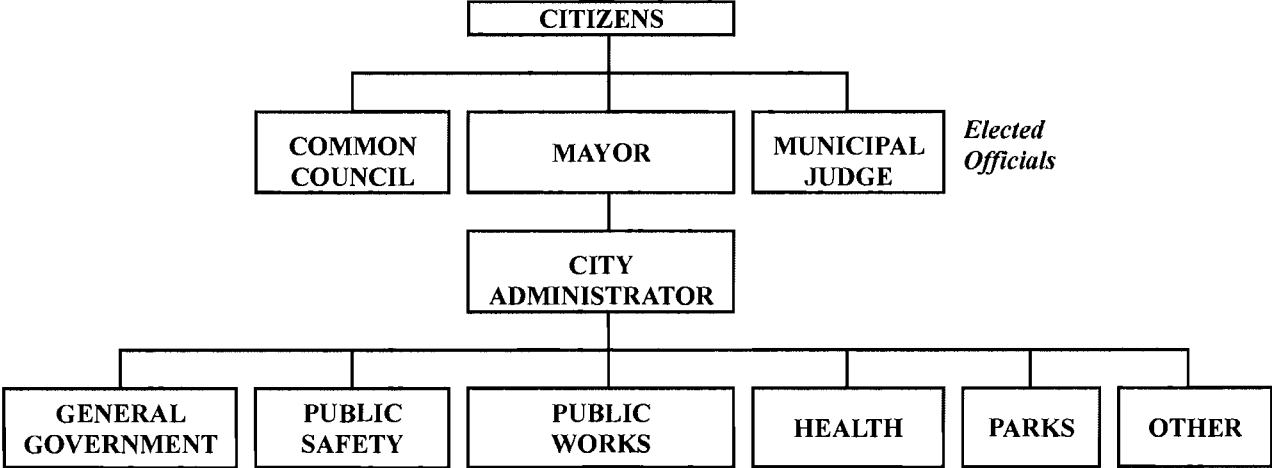 CITIZENS
COMMON
COUNCIL
MAYOR
MUNICIPAL
JUDGE
Elected
Officials
CITY
ADMINISTRATOR
GENERAL
GOVERNMENT
PUBLIC
SAFETY
PUBLIC
WORKS
HEALTH
PARKS
OTHER